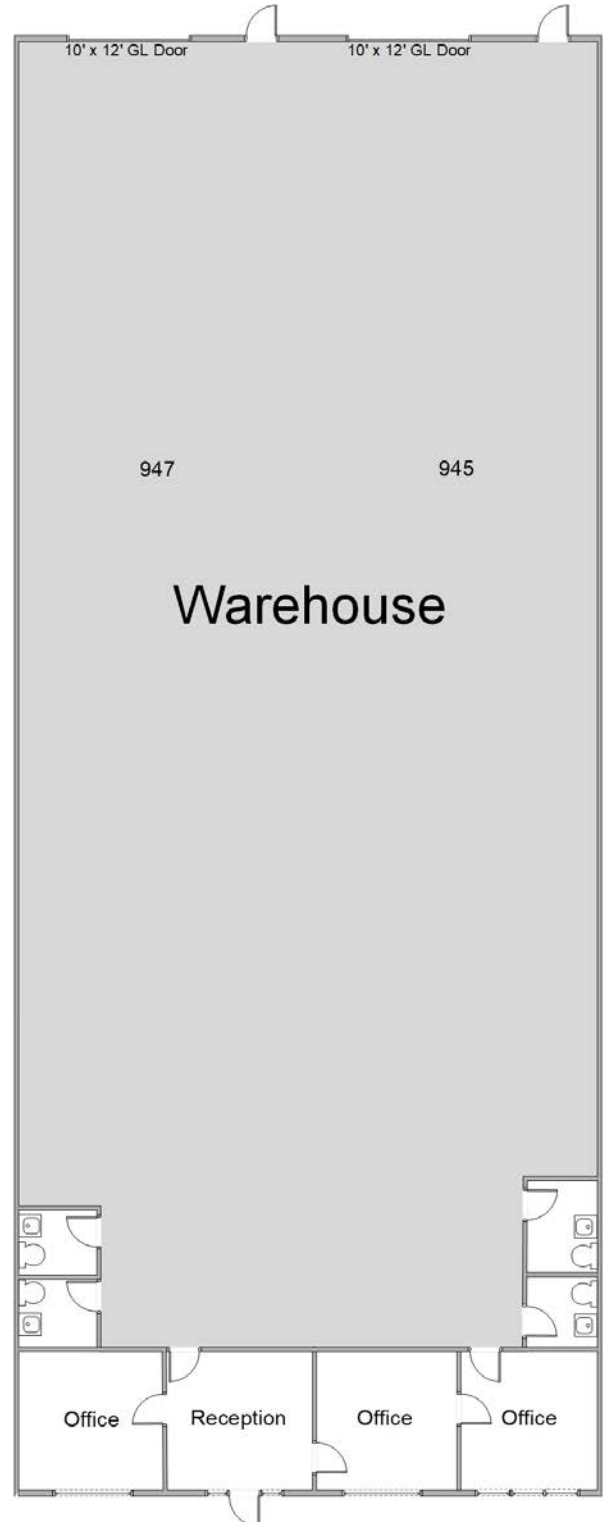 10' x 12' GL Door
10' x 12' GL Door
947
945
Warehouse
Office
Reception
Office
Office